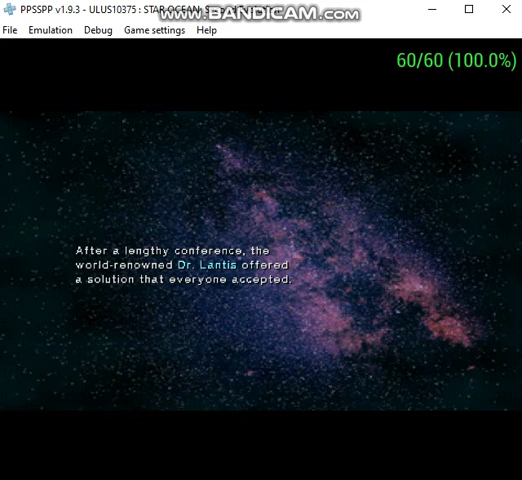 PPSSPP v1.9.3 - ULUS10375 : STAR OCEAN: S
www.BANDICAM.com
File Emulation Debug Game settings Help
60/60 (100.0%)
After a lengthy conference, the
world-renowned Dr. Lantis offered
a solution that everyone accepted.